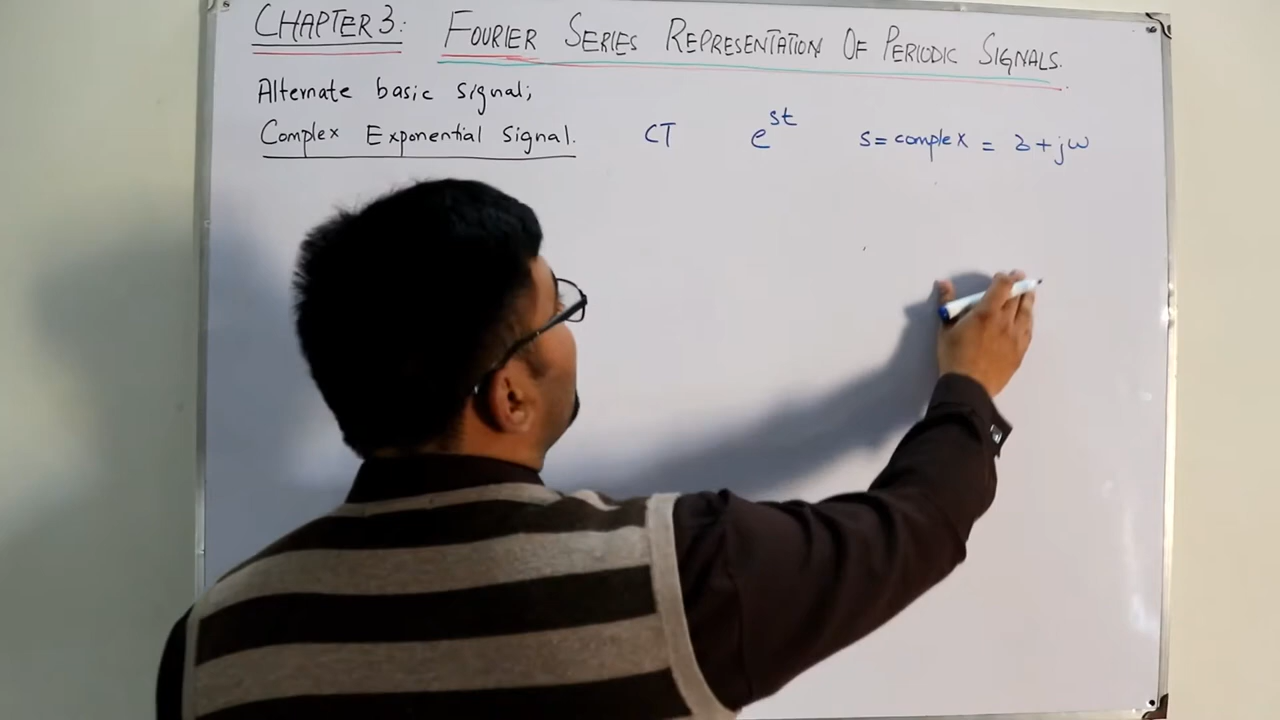 CHAPTER 3: FOURIER SERIES REPRESENTATION OF PERIODIC SIGNALS.
Alternate basic signal;
Complex Exponential signal. CT e^st s = complex = σ + jω